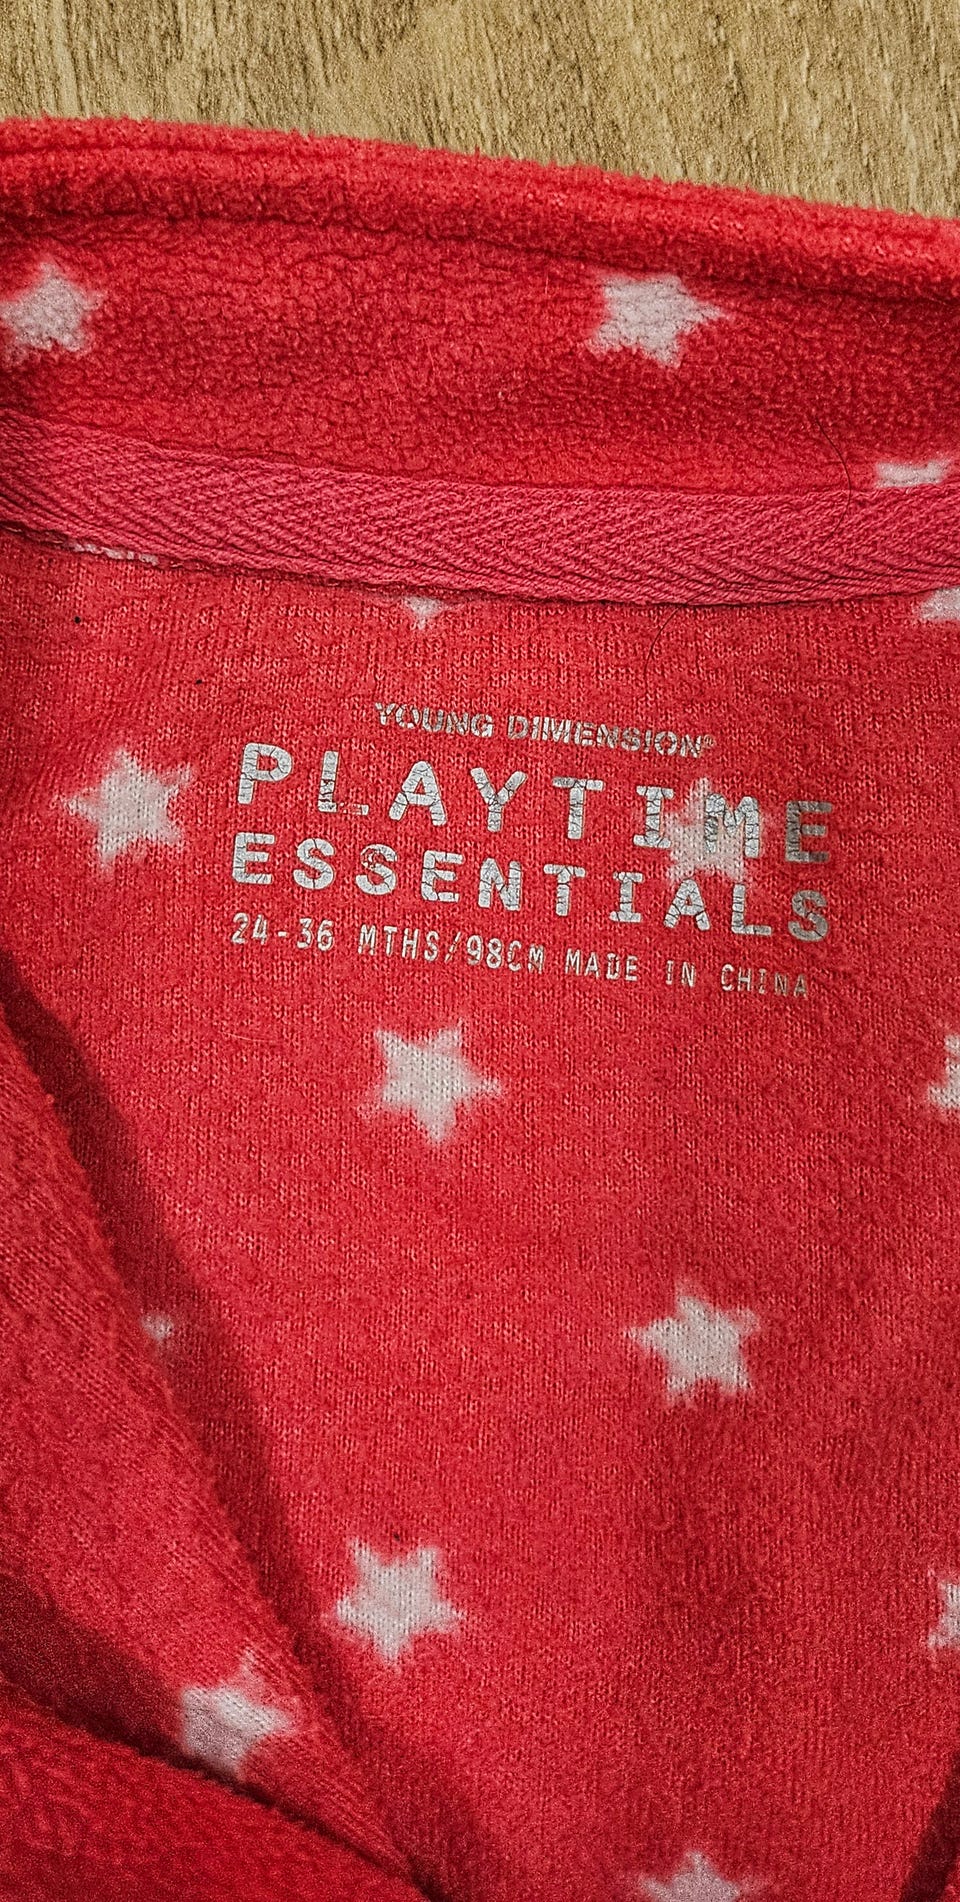 YOUNG DIMENSION®
PLAYTIME
ESSENTIALS
24-36 MTHS/98CM MADE IN CHINA